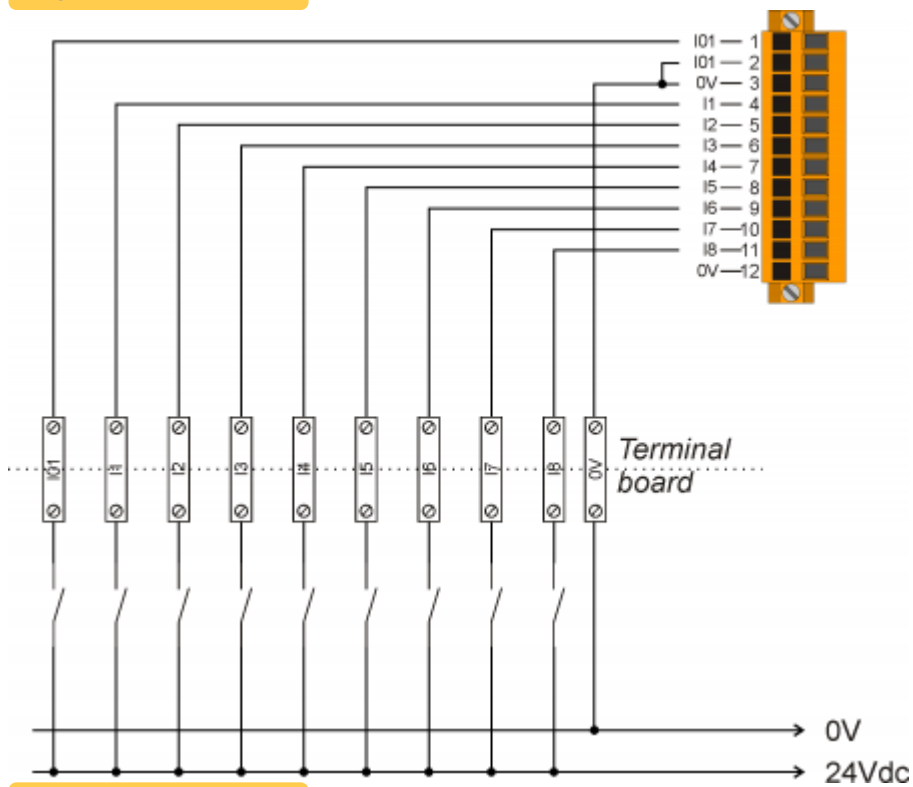 I01 — 1
I01 — 2
0V — 3
I1 — 4
I2 — 5
I3 — 6
I4 — 7
I5 — 8
I6 — 9
I7 — 10
I8 — 11
0V — 12
I01 I1 I2 I3 I4 I5 I6 I7 I8 0V
Terminal
board
0V
24Vdc